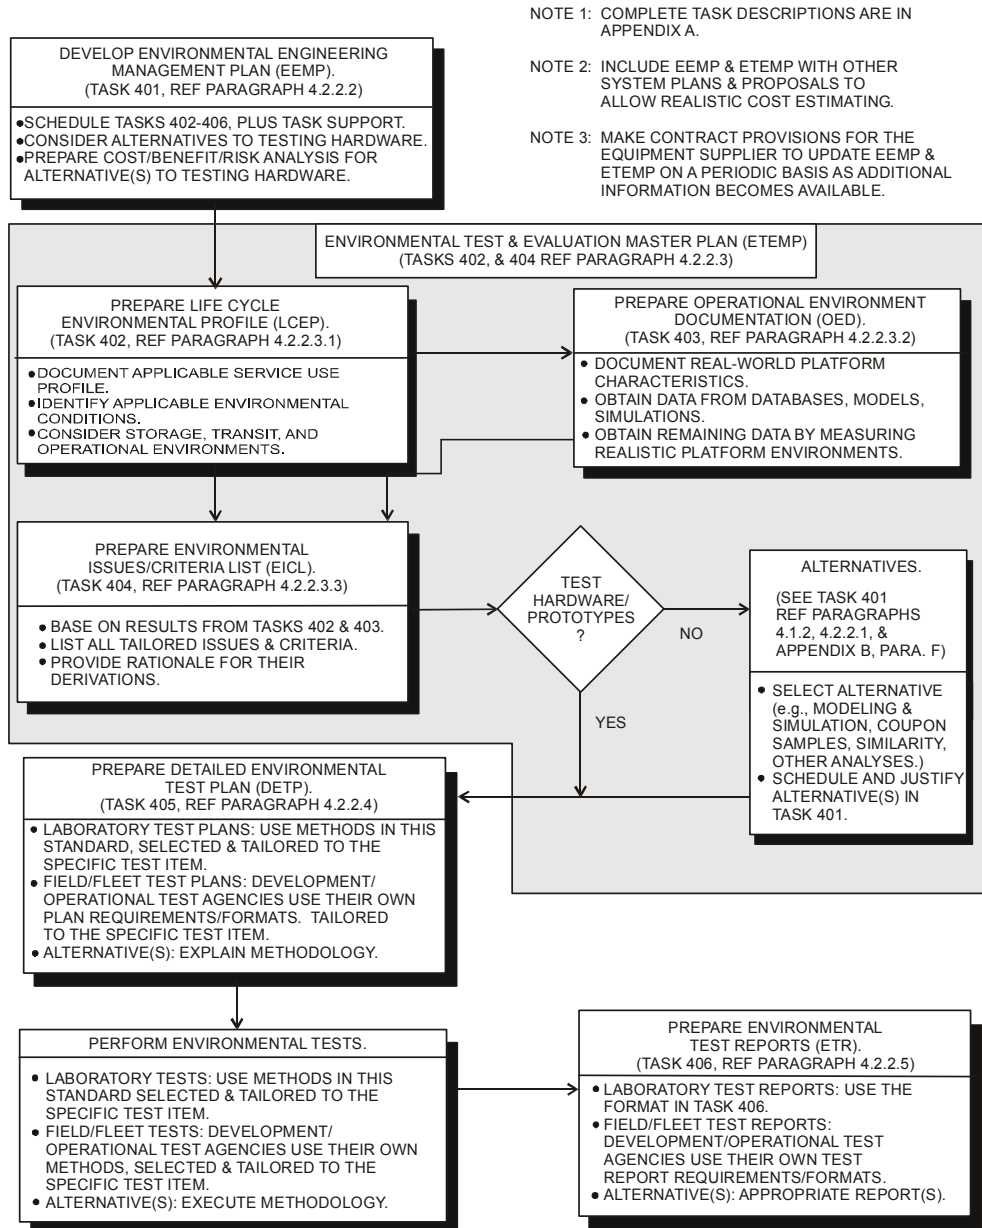 NOTE 1: COMPLETE TASK DESCRIPTIONS ARE IN
APPENDIX A.
NOTE 2: INCLUDE EEMP & ETEMP WITH OTHER
SYSTEM PLANS & PROPOSALS TO
ALLOW REALISTIC COST ESTIMATING.
NOTE 3: MAKE CONTRACT PROVISIONS FOR THE
EQUIPMENT SUPPLIER TO UPDATE EEMP &
ETEMP ON A PERIODIC BASIS AS ADDITIONAL
INFORMATION BECOMES AVAILABLE.
DEVELOP ENVIRONMENTAL ENGINEERING
MANAGEMENT PLAN (EEMP).
(TASK 401, REF PARAGRAPH 4.2.2.2)
●SCHEDULE TASKS 402-406, PLUS TASK SUPPORT.
●CONSIDER ALTERNATIVES TO TESTING HARDWARE.
●PREPARE COST/BENEFIT/RISK ANALYSIS FOR
ALTERNATIVE(S) TO TESTING HARDWARE.
ENVIRONMENTAL TEST & EVALUATION MASTER PLAN (ETEMP)
(TASKS 402, & 404 REF PARAGRAPH 4.2.2.3)
PREPARE LIFE CYCLE
ENVIRONMENTAL PROFILE (LCEP).
(TASK 402, REF PARAGRAPH 4.2.2.3.1)
●DOCUMENT APPLICABLE SERVICE USE
PROFILE.
●IDENTIFY APPLICABLE ENVIRONMENTAL
CONDITIONS.
●CONSIDER STORAGE, TRANSIT, AND
OPERATIONAL ENVIRONMENTS.
PREPARE OPERATIONAL ENVIRONMENT
DOCUMENTATION (OED).
(TASK 403, REF PARAGRAPH 4.2.2.3.2)
● DOCUMENT REAL-WORLD PLATFORM
CHARACTERISTICS.
● OBTAIN DATA FROM DATABASES, MODELS,
SIMULATIONS.
● OBTAIN REMAINING DATA BY MEASURING
REALISTIC PLATFORM ENVIRONMENTS.
PREPARE ENVIRONMENTAL
ISSUES/CRITERIA LIST (EICL).
(TASK 404, REF PARAGRAPH 4.2.2.3.3)
● BASE ON RESULTS FROM TASKS 402 & 403.
● LIST ALL TAILORED ISSUES & CRITERIA.
● PROVIDE RATIONALE FOR THEIR
DERIVATIONS.
TEST
HARDWARE/
PROTOTYPES
?
NO
YES
ALTERNATIVES.
(SEE TASK 401
REF PARAGRAPHS
4.1.2, 4.2.2.1, &
APPENDIX B, PARA. F)
● SELECT ALTERNATIVE
(e.g., MODELING &
SIMULATION, COUPON
SAMPLES, SIMILARITY,
OTHER ANALYSES.)
● SCHEDULE AND JUSTIFY
ALTERNATIVE(S) IN
TASK 401.
PREPARE DETAILED ENVIRONMENTAL
TEST PLAN (DETP).
(TASK 405, REF PARAGRAPH 4.2.2.4)
● LABORATORY TEST PLANS: USE METHODS IN THIS
STANDARD, SELECTED & TAILORED TO THE
SPECIFIC TEST ITEM.
● FIELD/FLEET TEST PLANS: DEVELOPMENT/
OPERATIONAL TEST AGENCIES USE THEIR OWN
PLAN REQUIREMENTS/FORMATS. TAILORED
TO THE SPECIFIC TEST ITEM.
● ALTERNATIVE(S): EXPLAIN METHODOLOGY.
PERFORM ENVIRONMENTAL TESTS.
● LABORATORY TESTS: USE METHODS IN THIS
STANDARD SELECTED & TAILORED TO THE
SPECIFIC TEST ITEM.
● FIELD/FLEET TESTS: DEVELOPMENT/
OPERATIONAL TEST AGENCIES USE THEIR OWN
METHODS, SELECTED & TAILORED TO THE
SPECIFIC TEST ITEM.
● ALTERNATIVE(S): EXECUTE METHODOLOGY.
PREPARE ENVIRONMENTAL
TEST REPORTS (ETR).
(TASK 406, REF PARAGRAPH 4.2.2.5)
● LABORATORY TEST REPORTS: USE THE
FORMAT IN TASK 406.
● FIELD/FLEET TEST REPORTS:
DEVELOPMENT/OPERATIONAL TEST
AGENCIES USE THEIR OWN TEST
REPORT REQUIREMENTS/FORMATS.
● ALTERNATIVE(S): APPROPRIATE REPORT(S).